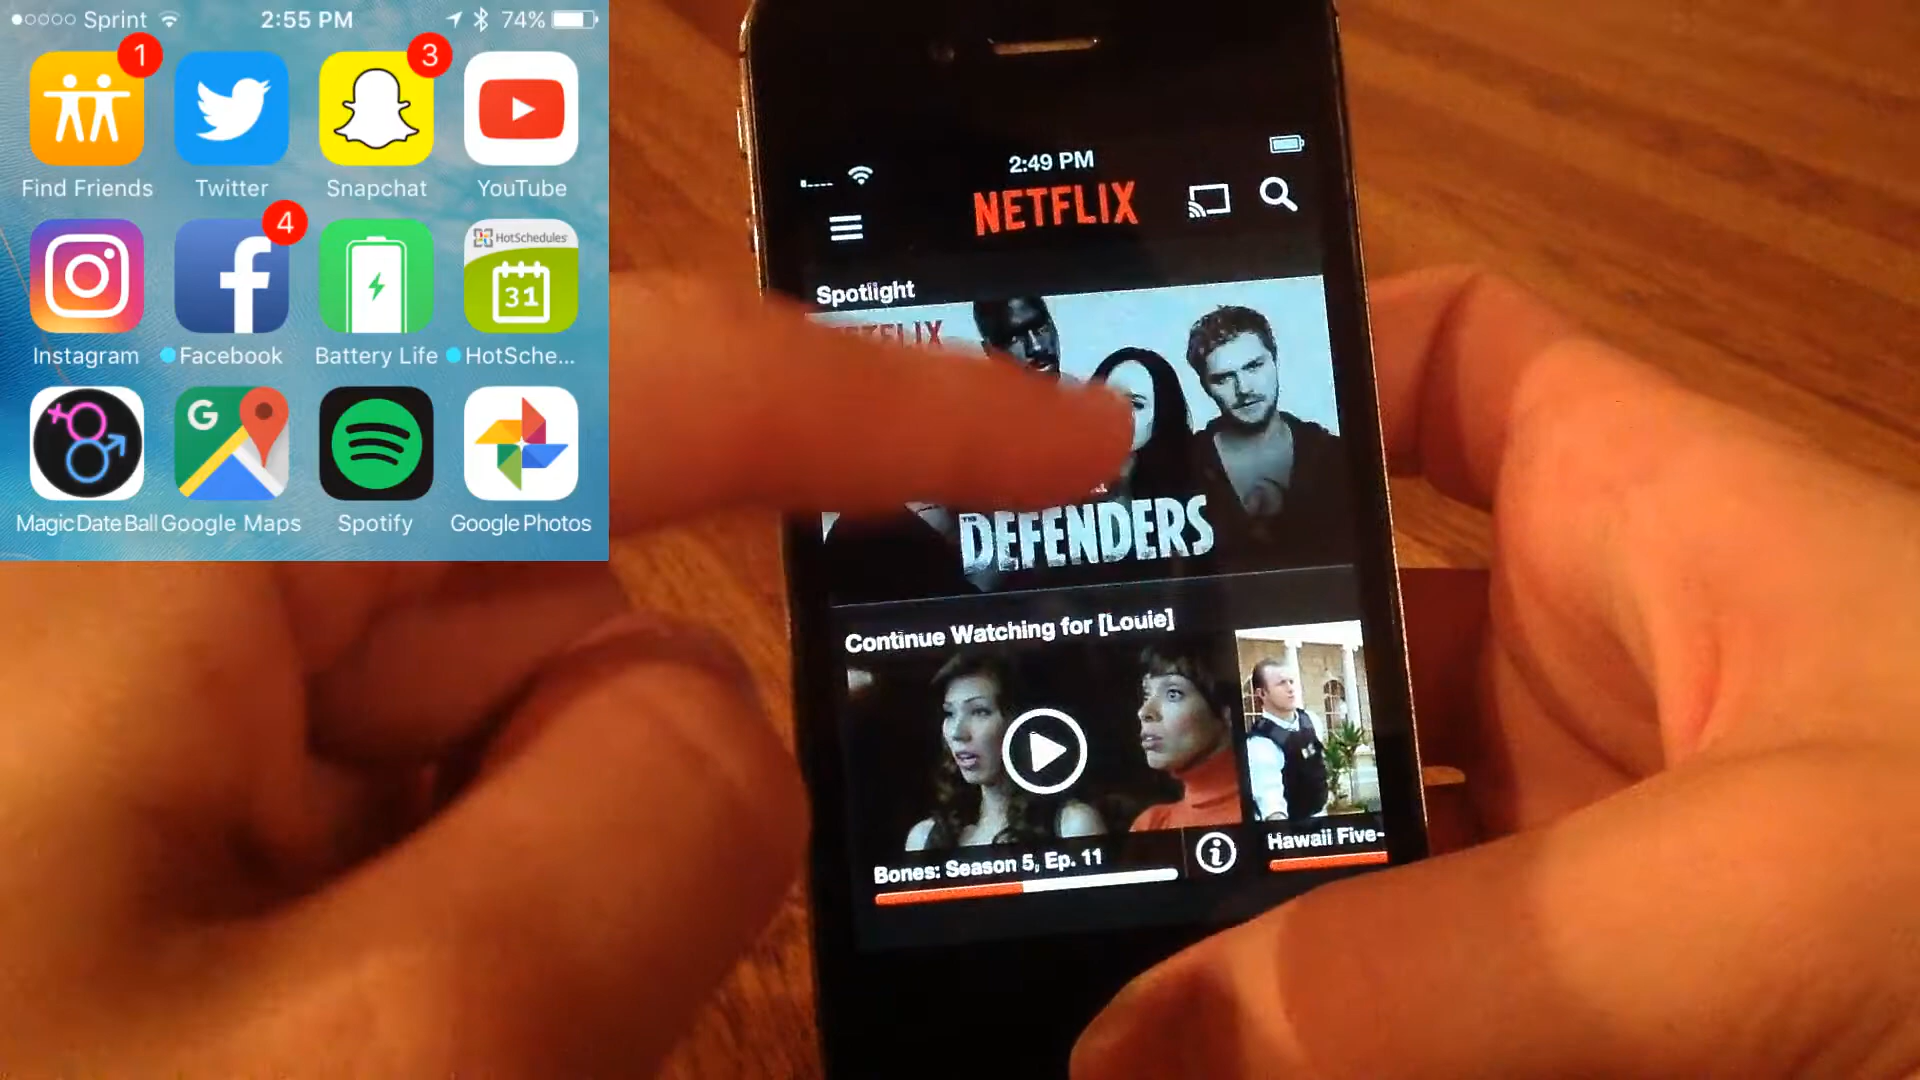 Sprint 2:55 PM 74%
1 3
Find Friends Twitter Snapchat YouTube
4
HotSchedules
31
Instagram Facebook Battery Life HotSche...
G
Magic Date Ball Google Maps Spotify Google Photos
2:49 PM
NETFLIX
Spotlight
NETFLIX
DEFENDERS
Continue Watching for [Louie]
Bones: Season 5, Ep. 11
Hawaii Five-